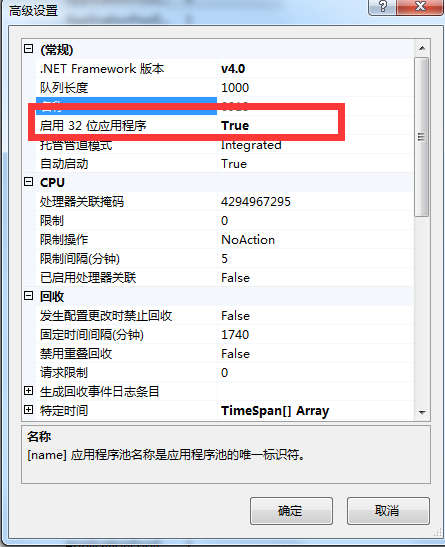 高级设置
(常规)
.NET Framework 版本 v4.0
队列长度 1000
名称
启用 32 位应用程序 True
托管管道模式 Integrated
自动启动 True
CPU
处理器关联掩码 4294967295
限制 0
限制操作 NoAction
限制间隔(分钟) 5
已启用处理器关联 False
回收
发生配置更改时禁止回收 False
固定时间间隔(分钟) 1740
禁用重叠回收 False
请求限制 0
生成回收事件日志条目
特定时间 TimeSpan[] Array
名称
[name] 应用程序池名称是应用程序池的唯一标识符。
确定 取消